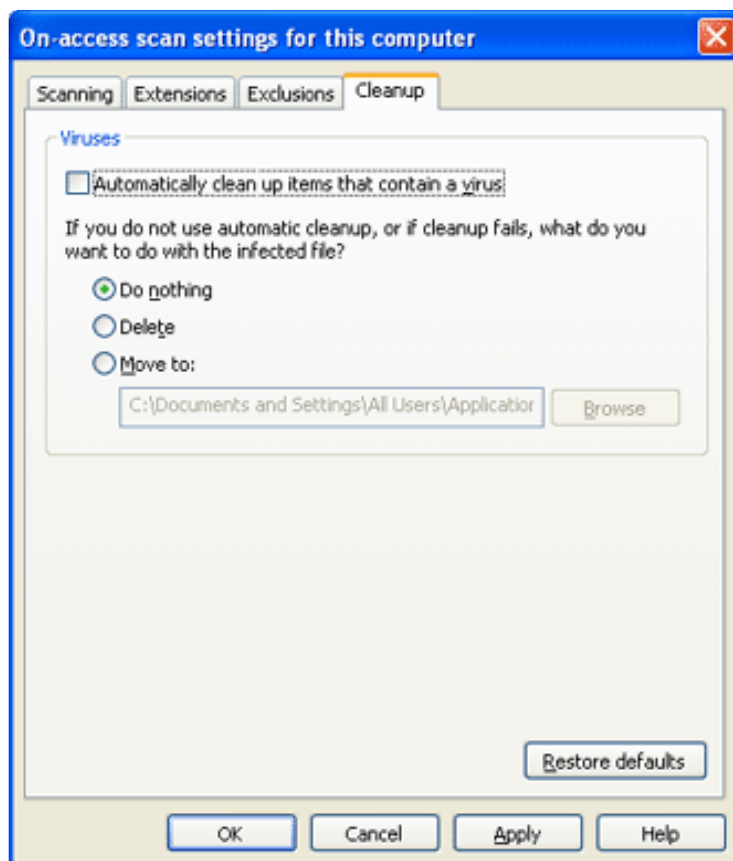 On-access scan settings for this computer
Scanning Extensions Exclusions Cleanup
Viruses
Automatically clean up items that contain a virus
If you do not use automatic cleanup, or if cleanup fails, what do you
want to do with the infected file?
Do nothing
Delete
Move to:
C:\Documents and Settings\All Users\Application Browse
Restore defaults
OK Cancel Apply Help